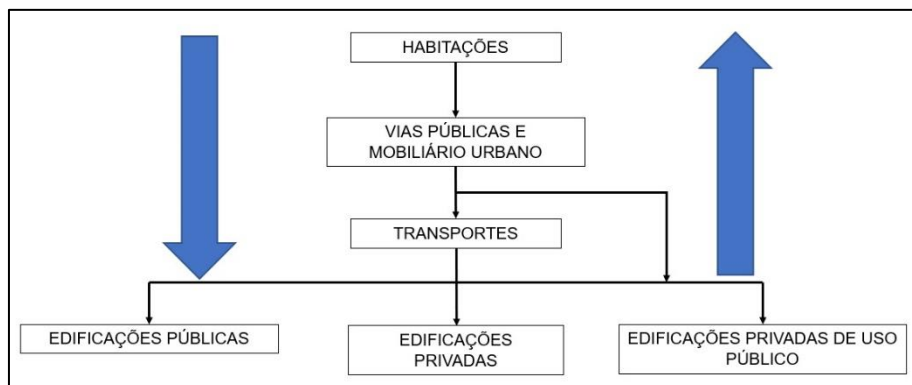 HABITAÇÕES
VIAS PÚBLICAS E
MOBILIÁRIO URBANO
TRANSPORTES
EDIFICAÇÕES PÚBLICAS
EDIFICAÇÕES
PRIVADAS
EDIFICAÇÕES PRIVADAS DE USO
PÚBLICO